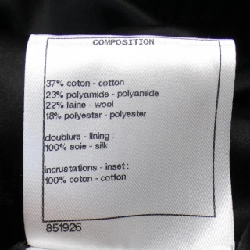 COMPOSITION
37% coton - cotton
23% polyamide - polyamide
22% laine - wool
18% polyester - polyester
doublure - lining :
100% soie - silk
incrustations - inset :
100% coton - cotton
851926